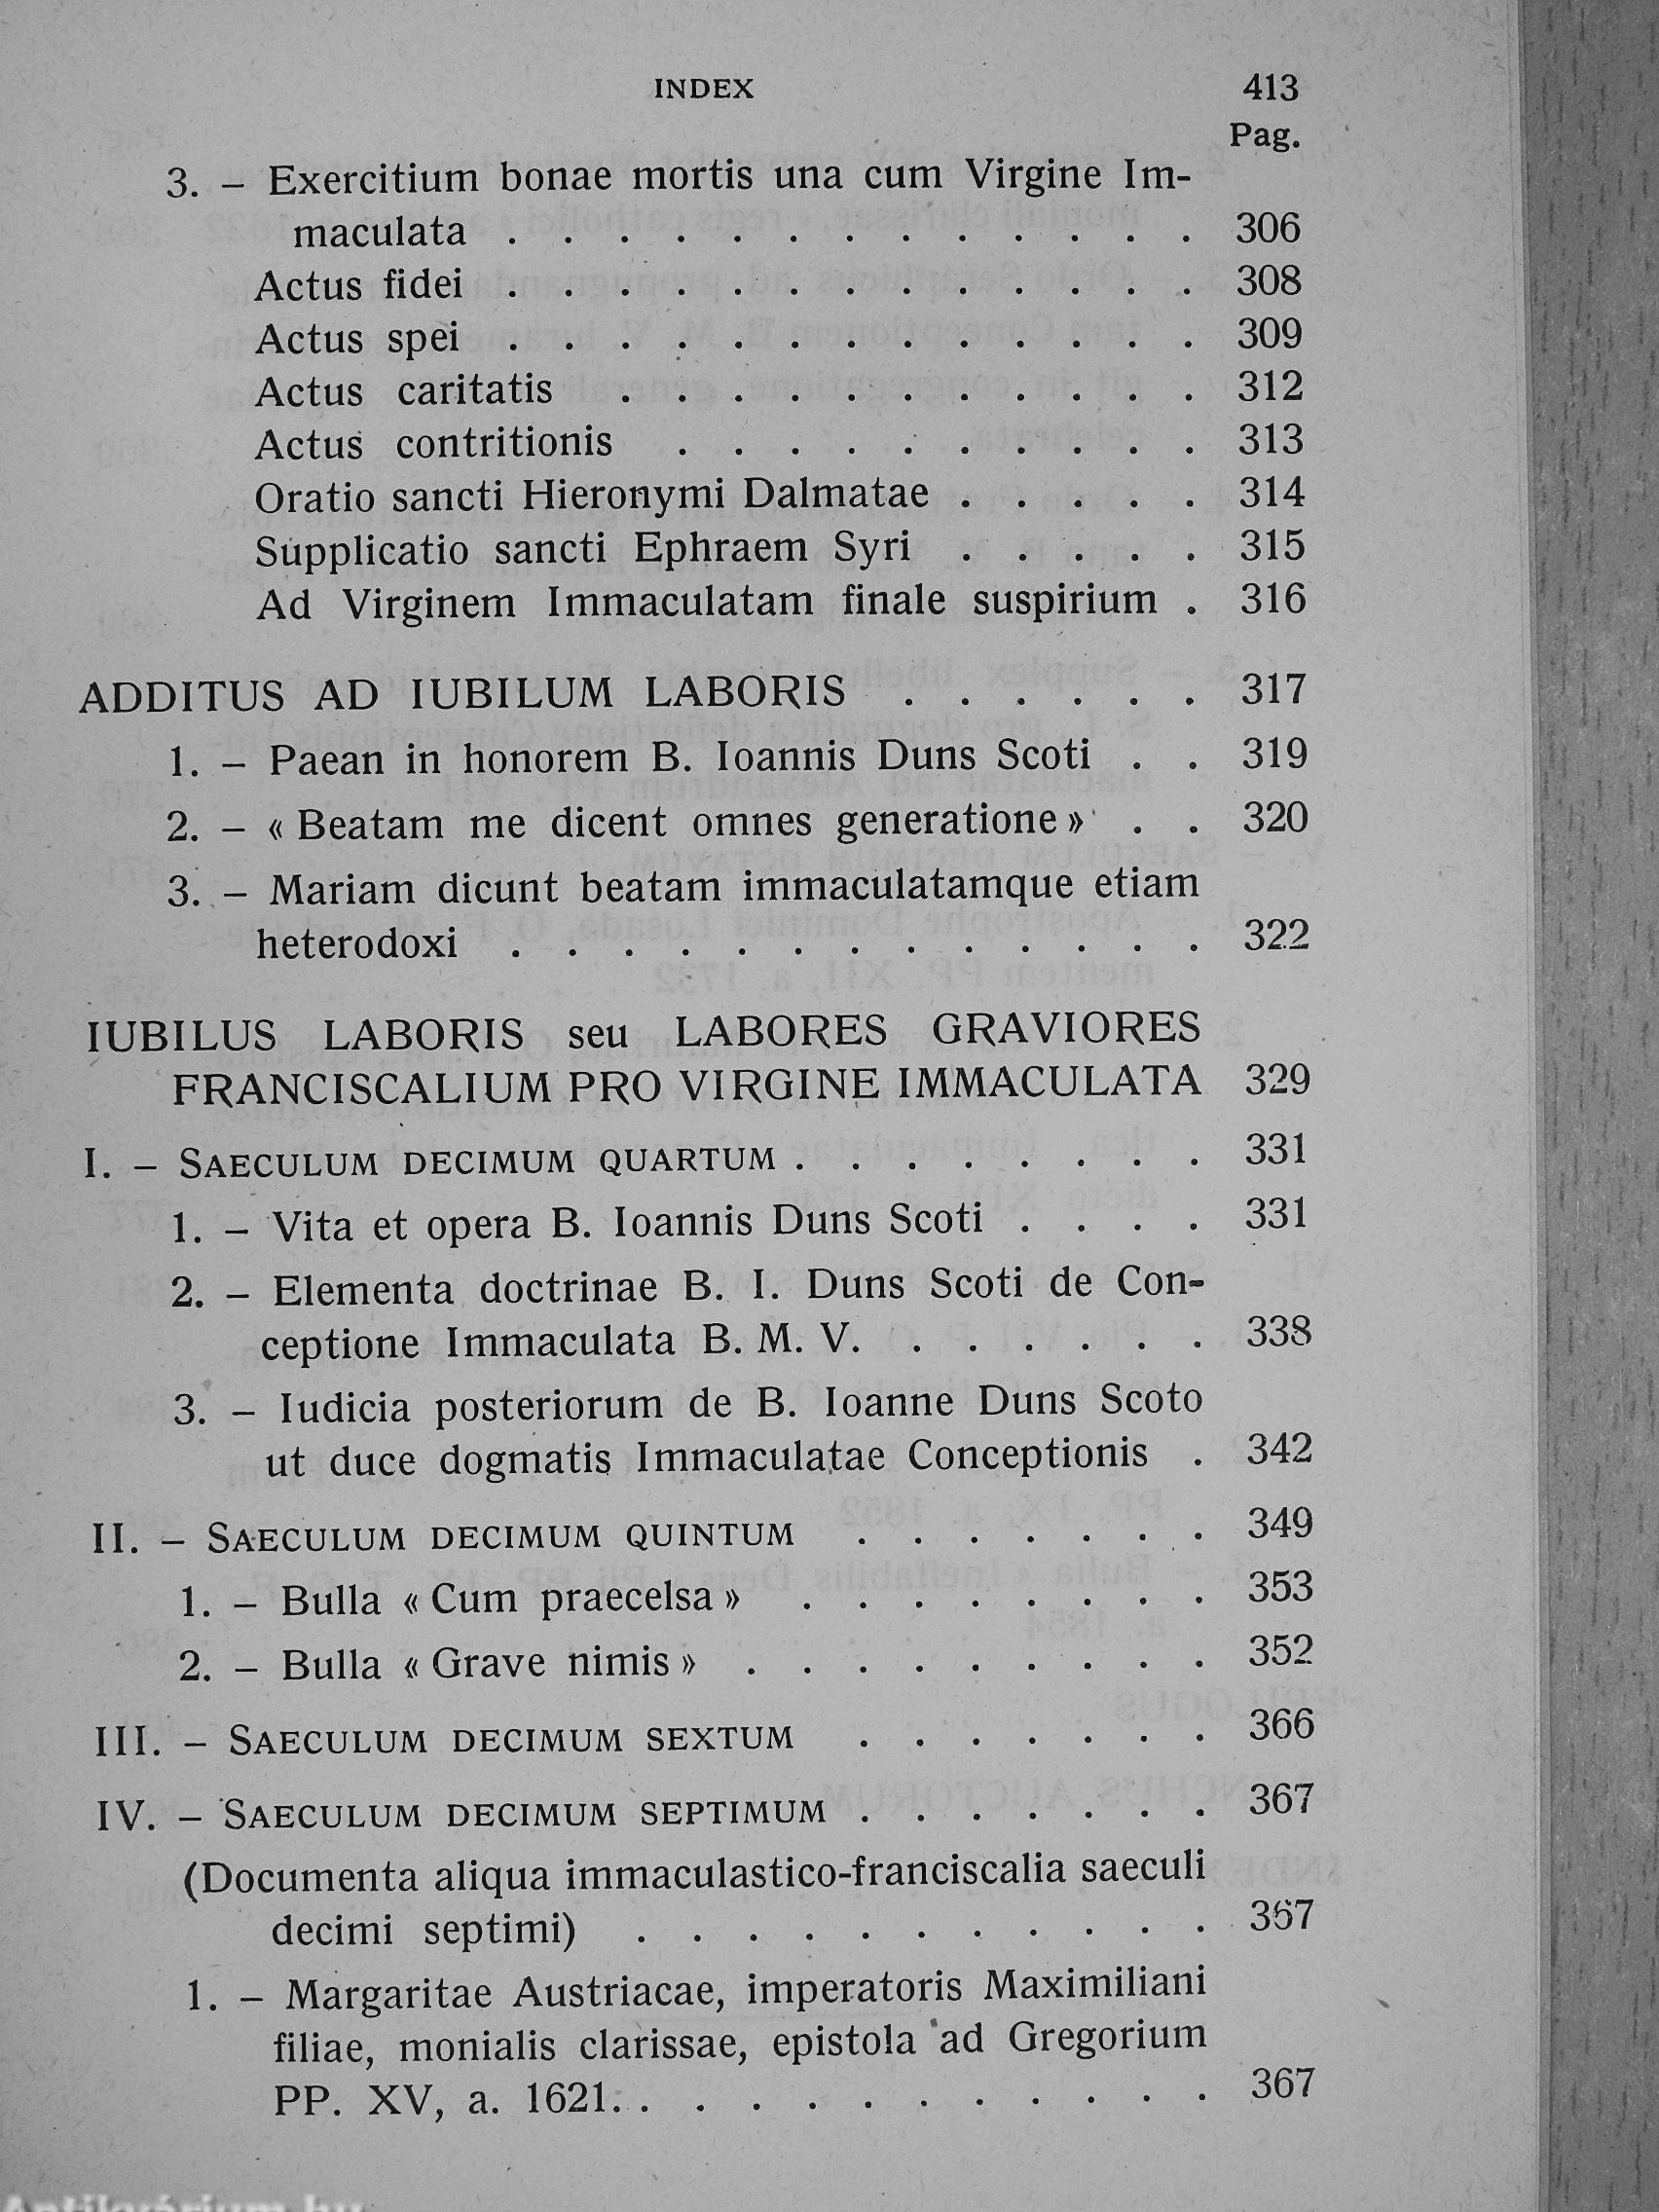 INDEX 413
Pag.
3. – Exercitium bonae mortis una cum Virgine Im-
maculata . . . . . . . . . . . . . 306
Actus fidei . . . . . . . . . . . . . 308
Actus spei . . . . . . . . . . . . . 309
Actus caritatis . . . . . . . . . . . 312
Actus contritionis . . . . . . . . . . 313
Oratio sancti Hieronymi Dalmatae . . . . . 314
Supplicatio sancti Ephraem Syri . . . . . 315
Ad Virginem Immaculatam finale suspirium . 316
ADDITUS AD IUBILUM LABORIS . . . . . . 317
1. – Paean in honorem B. Ioannis Duns Scoti . . 319
2. – « Beatam me dicent omnes generatione » . . 320
3. – Mariam dicunt beatam immaculatamque etiam
heterodoxi . . . . . . . . . . . . . 322
IUBILUS LABORIS seu LABORES GRAVIORES
FRANCISCALIUM PRO VIRGINE IMMACULATA 329
I. – SAECULUM DECIMUM QUARTUM . . . . . . . . 331
1. – Vita et opera B. Ioannis Duns Scoti . . . . 331
2. – Elementa doctrinae B. I. Duns Scoti de Con-
ceptione Immaculata B. M. V. . . . . . . 338
3. – Iudicia posteriorum de B. Ioanne Duns Scoto
ut duce dogmatis Immaculatae Conceptionis . 342
II. – SAECULUM DECIMUM QUINTUM . . . . . . . 349
1. – Bulla « Cum praecelsa » . . . . . . . . 353
2. – Bulla « Grave nimis » . . . . . . . . . 352
III. – SAECULUM DECIMUM SEXTUM . . . . . . . 366
IV. – SAECULUM DECIMUM SEPTIMUM . . . . . . . 367
(Documenta aliqua immaculastico-franciscalia saeculi
decimi septimi) . . . . . . . . . . . 367
1. – Margaritae Austriacae, imperatoris Maximiliani
filiae, monialis clarissae, epistola ad Gregorium
PP. XV, a. 1621. . . . . . . . . . . . 367